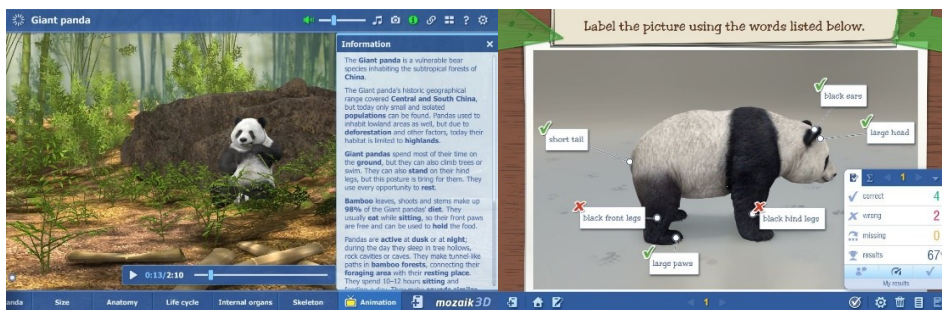 Giant panda
Information
The Giant panda is a vulnerable bear
species inhabiting the subtropical forests of
China.
The Giant panda's historic geographical
range covered Central and South China,
but today only small and isolated
populations can be found. Pandas used to
inhabit lowland areas as well, but due to
deforestation and other factors, today their
habitat is limited to highlands.
Giant pandas spend most of their time on
the ground, but they can also climb trees or
swim. They can also stand on their hind
legs, but this posture is tiring for them. They
use every opportunity to rest.
Bamboo leaves, shoots and stems make up
98% of the Giant pandas' diet. They
usually eat while sitting, so their front paws
are free and can be used to hold the food.
Pandas are active at dusk or at night;
during the day they sleep in tree hollows,
rock cavities or caves. They make tunnel-like
paths in bamboo forests, connecting their
foraging area with their resting place.
They spend 10–12 hours sitting and
0:13/2:10
anda
Size
Anatomy
Life cycle
Internal organs
Skeleton
Animation
mozaik3D
Label the picture using the words listed below.
black ears
large head
short tail
black front legs
black hind legs
large paws
1
correct 4
wrong 2
missing 0
results 67
My results
1